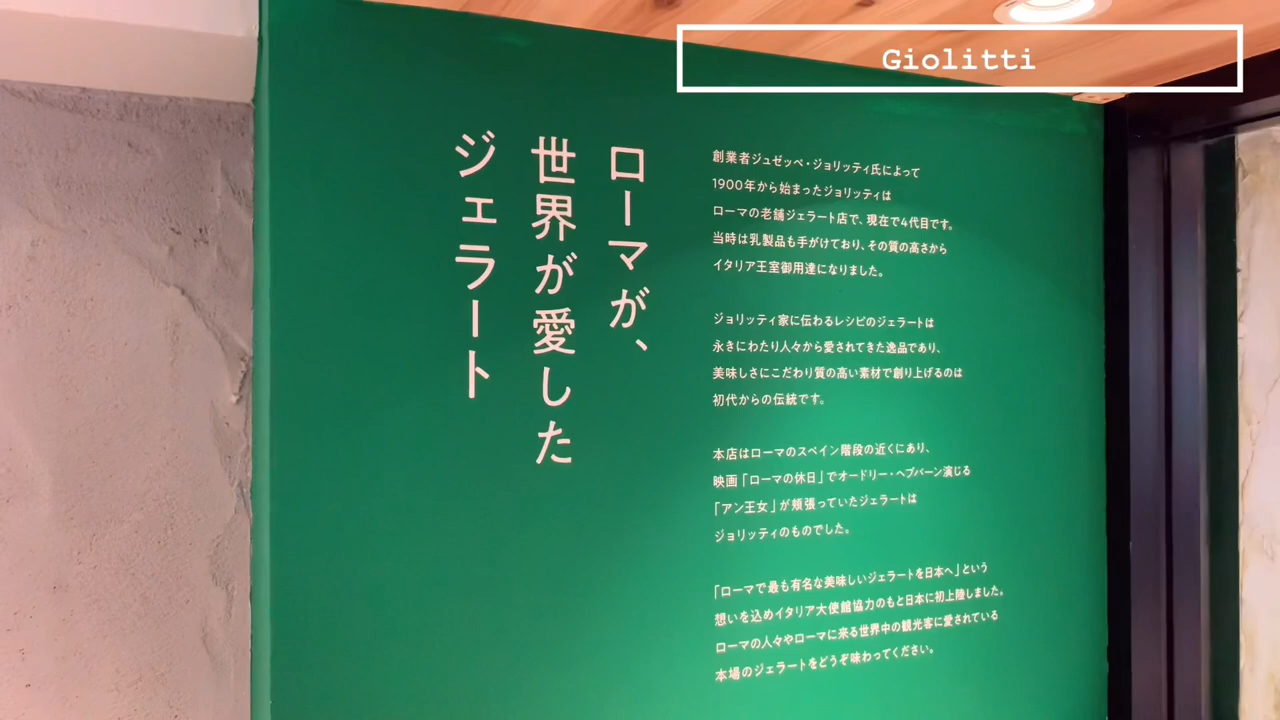 Giolitti
ローマが、
世界が愛した
ジェラート
創業者ジュゼッペ・ジョリッティ氏によって
1900年から始まったジョリッティは
ローマの老舗ジェラート店で、現在で4代目です。
当時は乳製品も手がけており、その質の高さから
イタリア王室御用達になりました。
ジョリッティ家に伝わるレシピのジェラートは
永きにわたり人々から愛されてきた逸品であり、
美味しさにこだわり質の高い素材で創り上げるのは
初代からの伝統です。
本店はローマのスペイン階段の近くにあり、
映画「ローマの休日」でオードリー・ヘプバーン演じる
「アン王女」が頬張っていたジェラートは
ジョリッティのものでした。
「ローマで最も有名な美味しいジェラートを日本へ」という
想いを込めイタリア大使館協力のもと日本に初上陸しました。
ローマの人々やローマに来る世界中の観光客に愛されている
本場のジェラートをどうぞ味わってください。